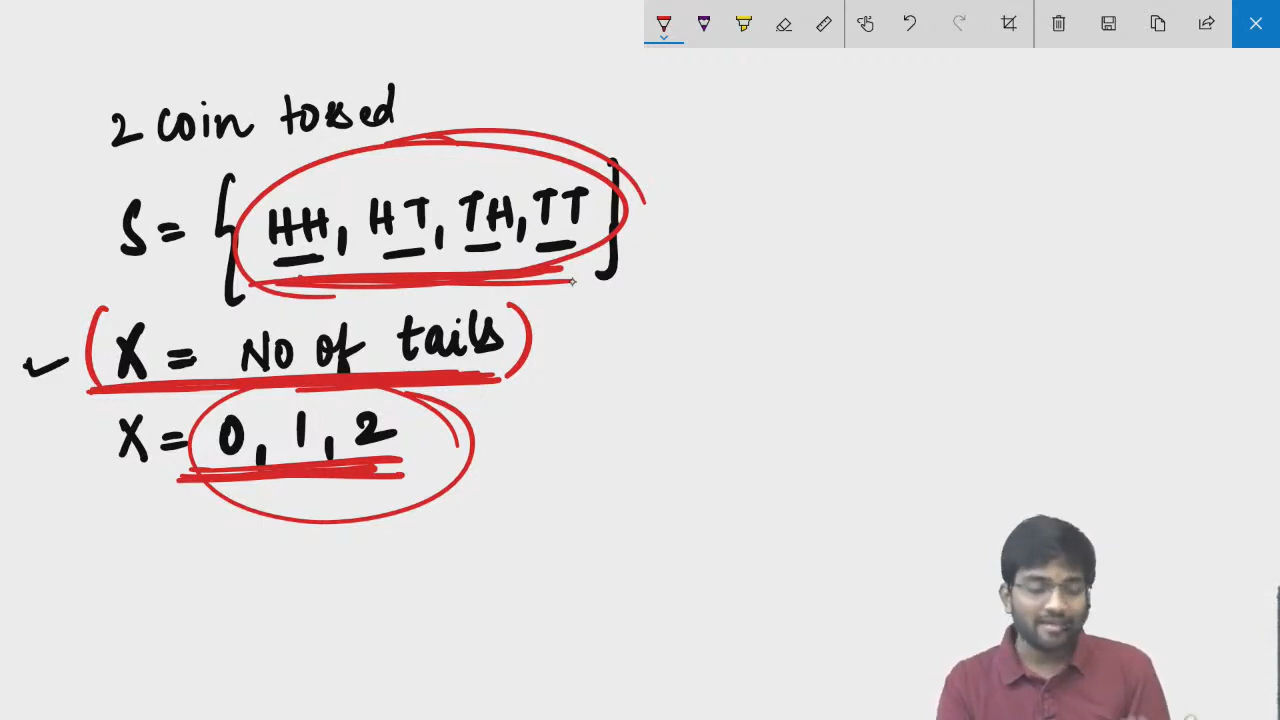 2 coin tossed
S = { HH, HT, TH, TT }
X = No of tails
X = 0, 1, 2